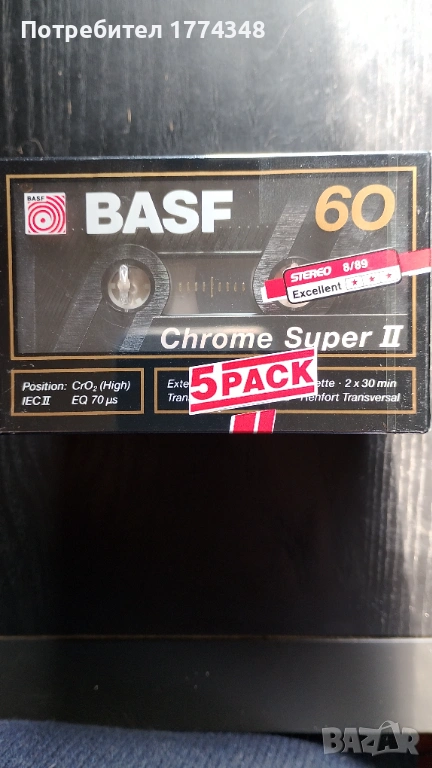 Потребител 1774348
BASF
BASF
60
STEREO 8/89
Excellent
Chrome Super II
5 PACK
Position: CrO₂ (High)
IEC II EQ 70 µs
2 x 30 min
Transversal
BAZAR